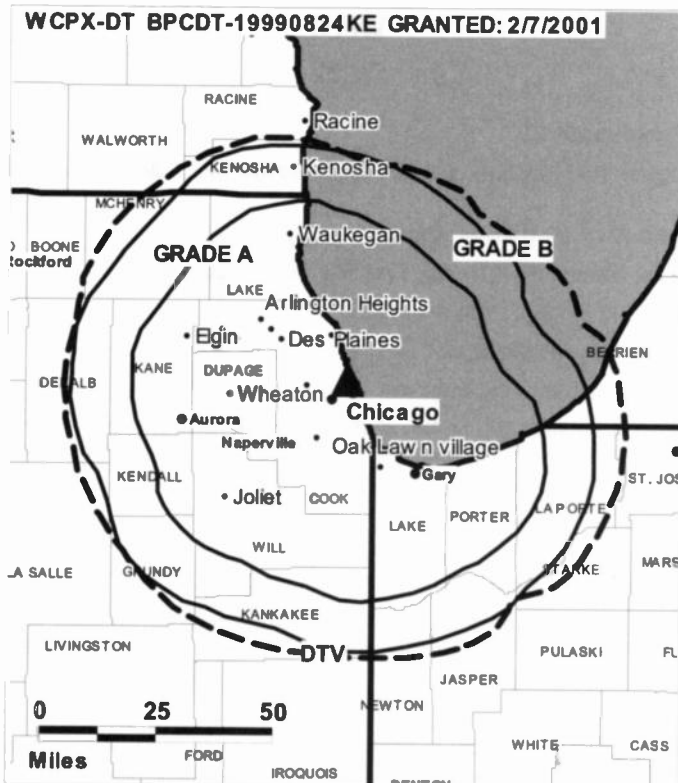 WCPX-DT BPCDT-19990824KE GRANTED: 2/7/2001
RACINE
Racine
WALWORTH
KENOSHA
Kenosha
MCHENRY
Waukegan
BOONE
GRADE A
GRADE B
Rockford
LAKE
Arlington Heights
Elgin
Des Plaines
BERRIEN
KANE
DUPAGE
DEKALB
Wheaton
Chicago
Aurora
Naperville
Oak Lawn village
Gary
KENDALL
ST. JOS
Joliet
COOK
LAPORTE
PORTER
LAKE
WILL
LA SALLE
GRUNDY
STARKE
MARS
KANKAKEE
LIVINGSTON
DTV
PULASKI
FU
JASPER
0 25 50
NEWTON
Miles
FORD
WHITE
CASS
IROQUOIS